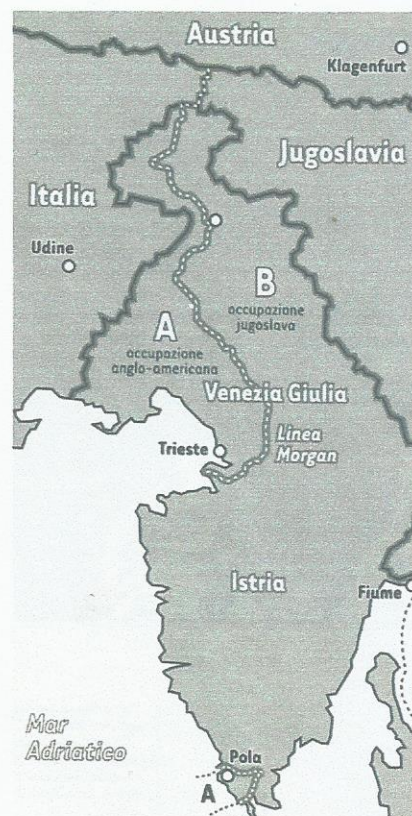 Austria
Klagenfurt
Jugoslavia
Italia
Udine
B
occupazione
jugoslava
A
occupazione
anglo-americana
Venezia Giulia
Linea
Morgan
Trieste
Istria
Fiume
Mar
Adriatico
Pola
A